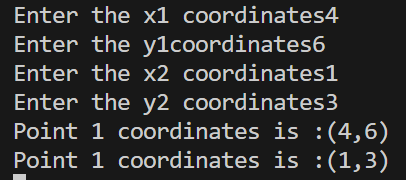 Enter the x1 coordinates4
Enter the y1coordinates6
Enter the x2 coordinates1
Enter the y2 coordinates3
Point 1 coordinates is :(4,6)
Point 1 coordinates is :(1,3)